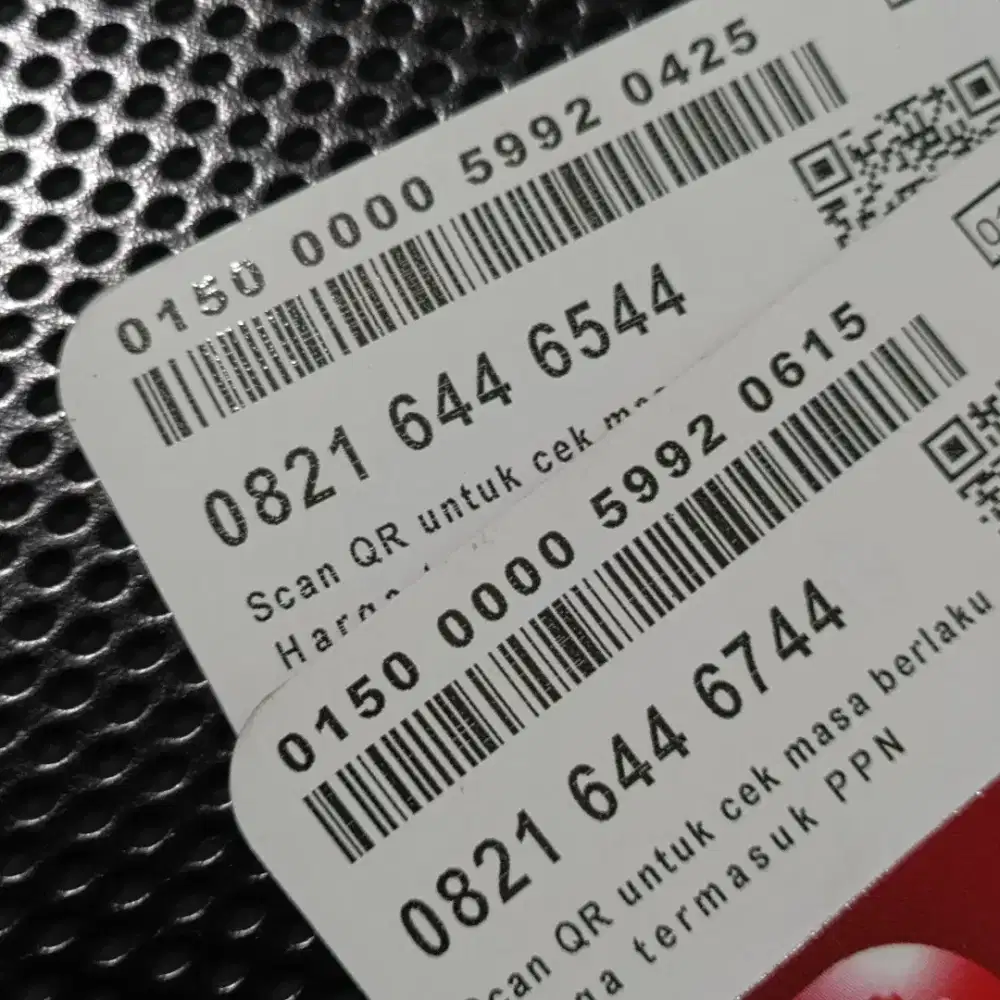 0150 0000 5992 0425
0821 644 6544
Scan QR untuk cek
0150 0000 5992 0615
0821 644 6744
QR untuk cek masa berlaku
termasuk PPN